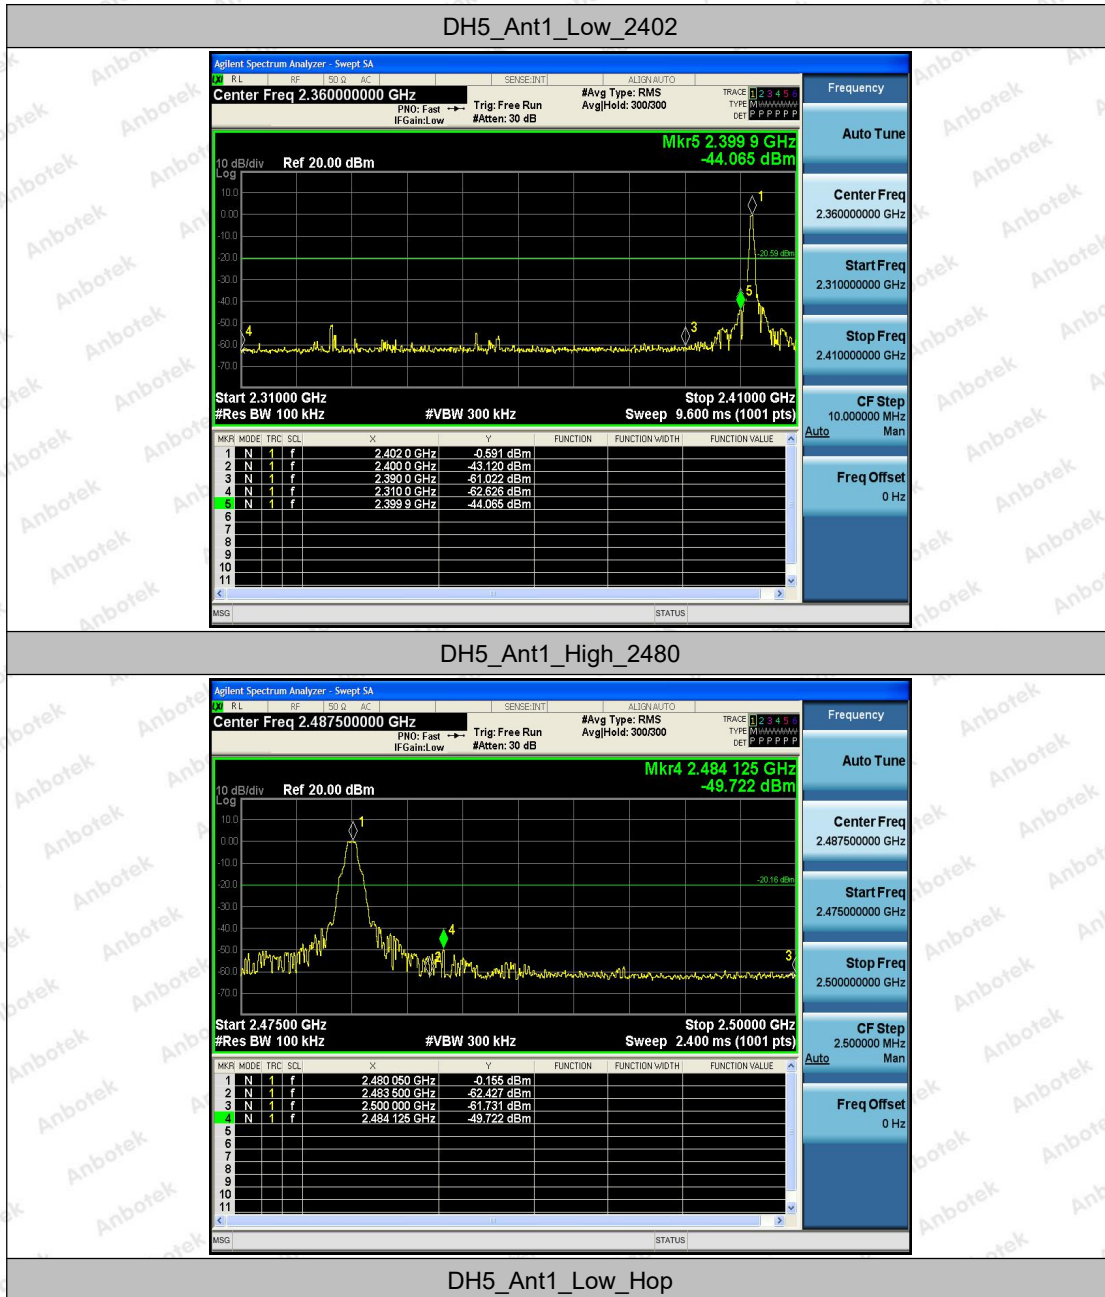 DH5_Ant1_Low_2402
Agilent Spectrum Analyzer - Swept SA
RL RF 50 Ω AC SENSE:INT ALIGNAUTO
Center Freq 2.360000000 GHz
PNO: Fast
IFGain:Low
Trig: Free Run
#Atten: 30 dB
#Avg Type: RMS
Avg|Hold: 300/300
TRACE 1 2 3 4 5 6
TYPE M
DET P P P P P P
Mkr5 2.399 9 GHz
-44.065 dBm
10 dB/div Ref 20.00 dBm
Log
10.0
0.00
-10.0
-20.0
-30.0
-40.0
-50.0
-60.0
-70.0
-20.59 dBm
1
5
3
4
Start 2.31000 GHz Stop 2.41000 GHz
#Res BW 100 kHz #VBW 300 kHz Sweep 9.600 ms (1001 pts)
MKR MODE TRC SCL X Y FUNCTION FUNCTION WIDTH FUNCTION VALUE
1 N 1 f 2.402 0 GHz -0.591 dBm
2 N 1 f 2.400 0 GHz -43.120 dBm
3 N 1 f 2.390 0 GHz -61.022 dBm
4 N 1 f 2.310 0 GHz -62.626 dBm
5 N 1 f 2.399 9 GHz -44.065 dBm
6
7
8
9
10
11
MSG STATUS
Frequency
Auto Tune
Center Freq
2.360000000 GHz
Start Freq
2.310000000 GHz
Stop Freq
2.410000000 GHz
CF Step
10.000000 MHz
Auto Man
Freq Offset
0 Hz
DH5_Ant1_High_2480
Agilent Spectrum Analyzer - Swept SA
RL RF 50 Ω AC SENSE:INT ALIGNAUTO
Center Freq 2.487500000 GHz
PNO: Fast
IFGain:Low
Trig: Free Run
#Atten: 30 dB
#Avg Type: RMS
Avg|Hold: 300/300
TRACE 1 2 3 4 5 6
TYPE M
DET P P P P P P
Mkr4 2.484 125 GHz
-49.722 dBm
10 dB/div Ref 20.00 dBm
Log
10.0
0.00
-10.0
-20.0
-30.0
-40.0
-50.0
-60.0
-70.0
-20.16 dBm
1
4
2
3
Start 2.47500 GHz Stop 2.50000 GHz
#Res BW 100 kHz #VBW 300 kHz Sweep 2.400 ms (1001 pts)
MKR MODE TRC SCL X Y FUNCTION FUNCTION WIDTH FUNCTION VALUE
1 N 1 f 2.480 050 GHz -0.155 dBm
2 N 1 f 2.483 500 GHz -62.427 dBm
3 N 1 f 2.500 000 GHz -61.731 dBm
4 N 1 f 2.484 125 GHz -49.722 dBm
5
6
7
8
9
10
11
MSG STATUS
Frequency
Auto Tune
Center Freq
2.487500000 GHz
Start Freq
2.475000000 GHz
Stop Freq
2.500000000 GHz
CF Step
2.500000 MHz
Auto Man
Freq Offset
0 Hz
DH5_Ant1_Low_Hop